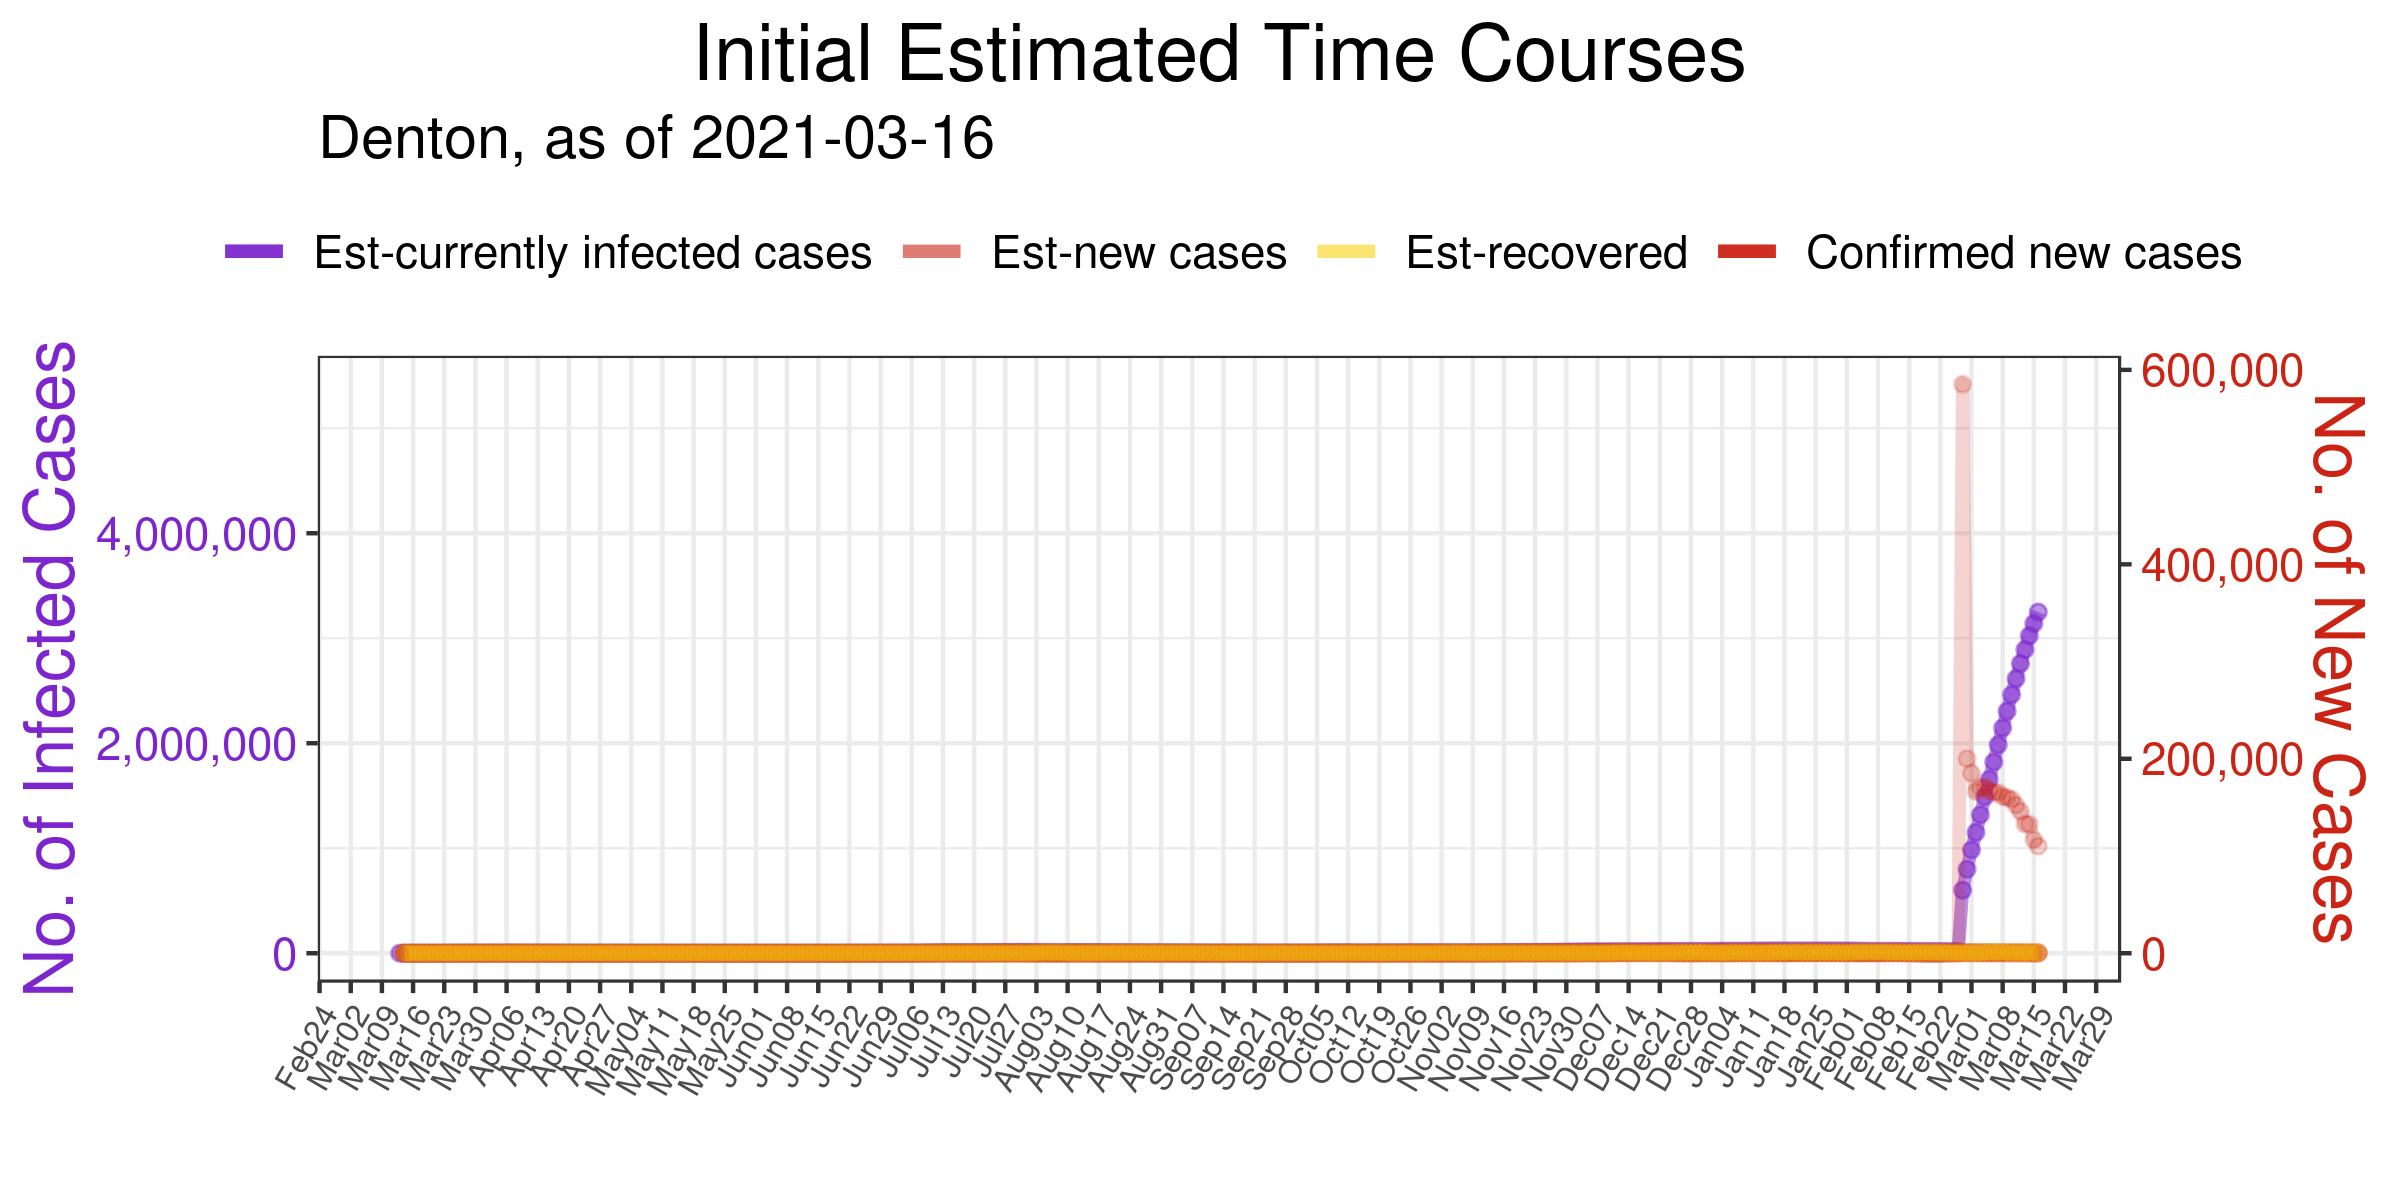 Initial Estimated Time Courses
Denton, as of 2021-03-16
Est-currently infected cases Est-new cases Est-recovered Confirmed new cases
No. of Infected Cases
4,000,000
2,000,000
0
600,000
400,000
200,000
0
No. of New Cases
Feb24 Mar02 Mar09 Mar16 Mar23 Mar30 Apr06 Apr13 Apr20 Apr27 May04 May11 May18 May25 Jun01 Jun08 Jun15 Jun22 Jun29 Jul06 Jul13 Jul20 Jul27 Aug03 Aug10 Aug17 Aug24 Aug31 Sep07 Sep14 Sep21 Sep28 Oct05 Oct12 Oct19 Oct26 Nov02 Nov09 Nov16 Nov23 Nov30 Dec07 Dec14 Dec21 Dec28 Jan04 Jan11 Jan18 Jan25 Feb01 Feb08 Feb15 Feb22 Mar01 Mar08 Mar15 Mar22 Mar29